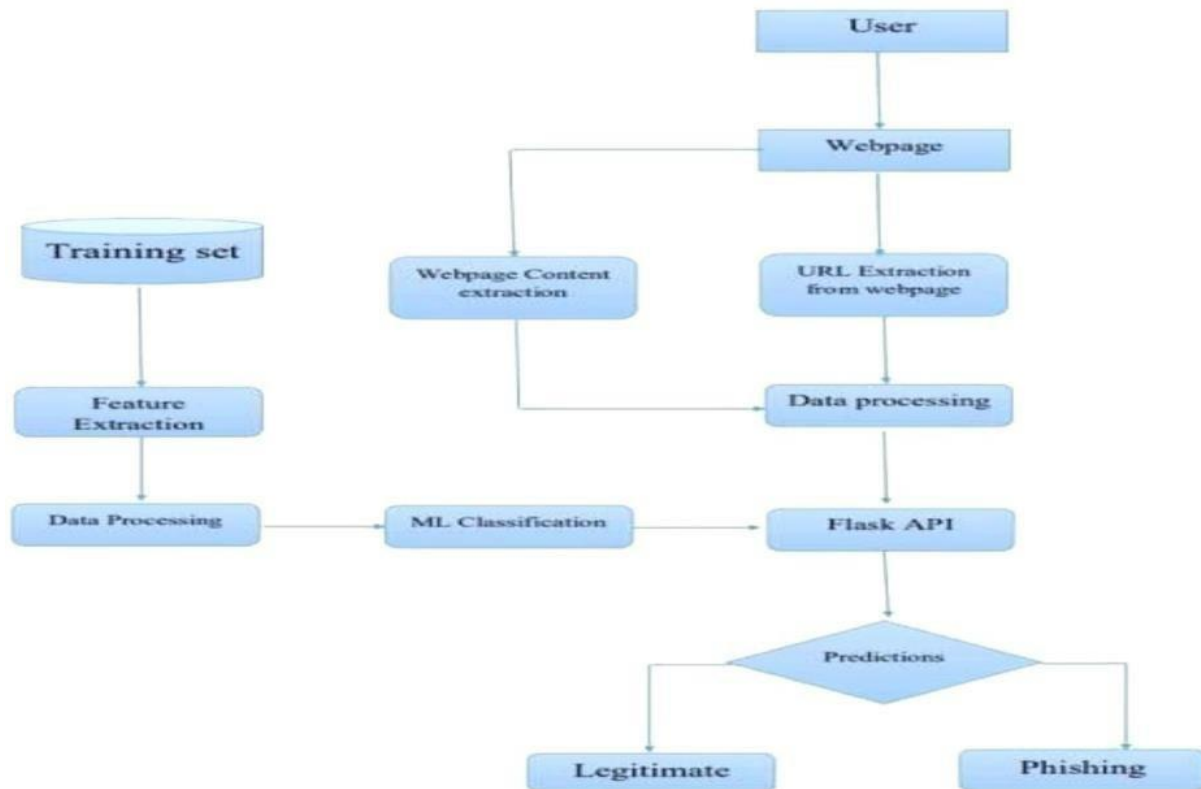 User
Webpage
Training set
Webpage Content
extraction
URL Extraction
from webpage
Feature
Extraction
Data processing
Data Processing
ML Classification
Flask API
Predictions
Legitimate
Phishing